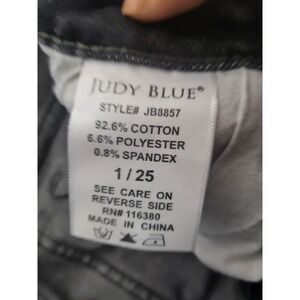 JUDY BLUE®
STYLE# JB8857
92.6% COTTON
6.6% POLYESTER
0.8% SPANDEX
1 / 25
SEE CARE ON
REVERSE SIDE
RN# 116380
MADE IN CHINA